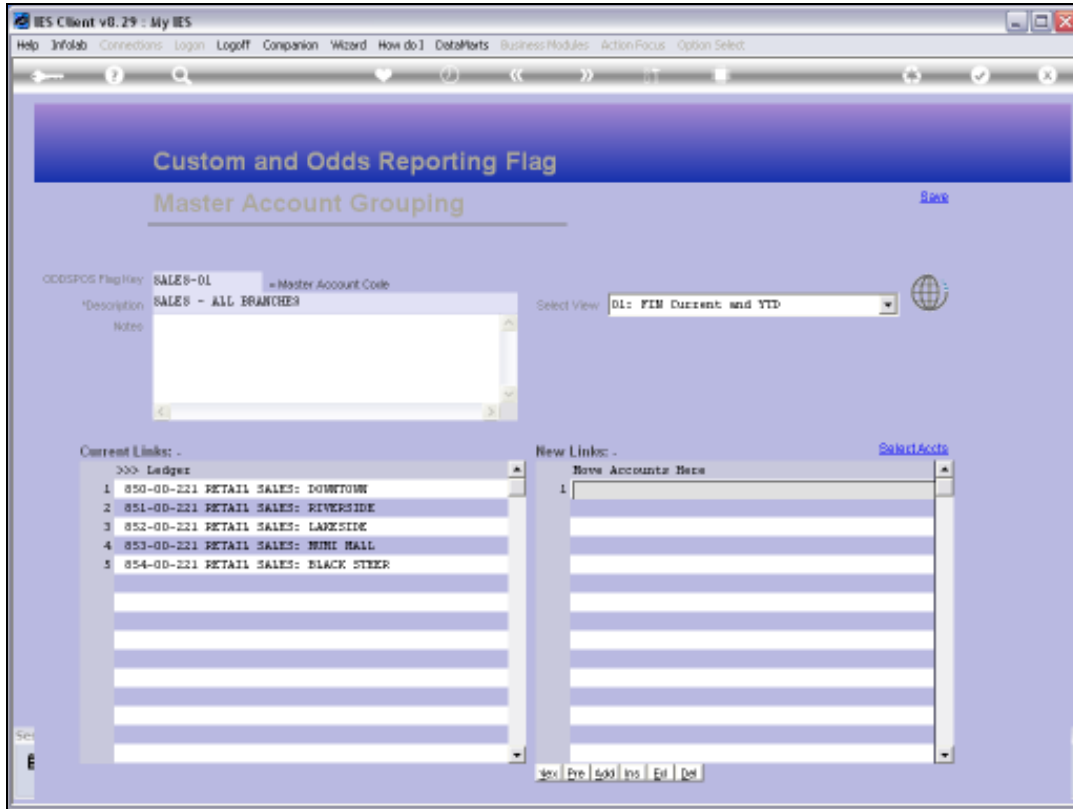 IES Client v8.29 : My IES
Help Infolab Connections Logon Logoff Companion Wizard How do I DataMarts Business Modules Action Focus Option Select
Custom and Odds Reporting Flag
Master Account Grouping
Save
ODDSPOS Flag Key SALES-01 = Master Account Code
*Description SALES - ALL BRANCHES
Select View 01: FIN Current and YTD
Notes
Current Links: -
New Links: -
Select Accts
>>> Ledger
Move Accounts Here
1 850-00-221 RETAIL SALES: DOWNTOWN
1
2 851-00-221 RETAIL SALES: RIVERSIDE
3 852-00-221 RETAIL SALES: LAKESIDE
4 853-00-221 RETAIL SALES: MUMI MALL
5 854-00-221 RETAIL SALES: BLACK STEER
Nex Pre Add Ins Del